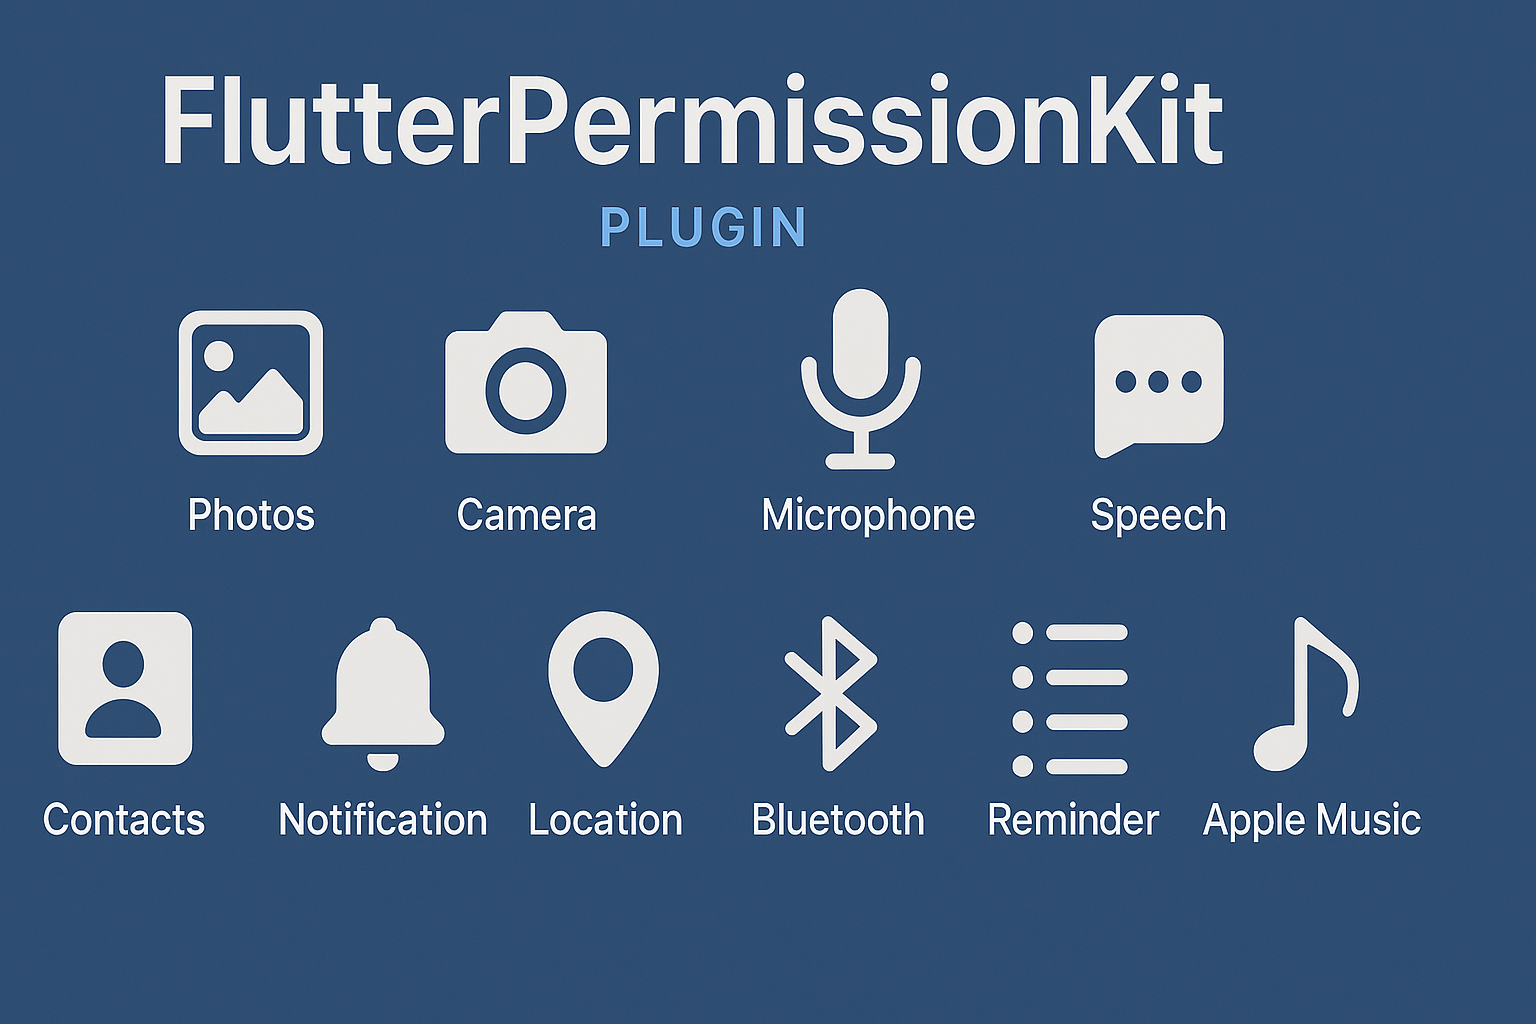 FlutterPermissionKit
PLUGIN
Photos Camera Microphone Speech
Contacts Notification Location Bluetooth Reminder Apple Music